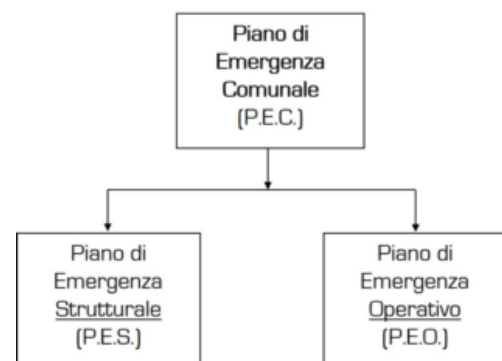 Piano di
Emergenza
Comunale
(P.E.C.)
Piano di
Emergenza
Strutturale
(P.E.S.)
Piano di
Emergenza
Operativo
(P.E.O.)